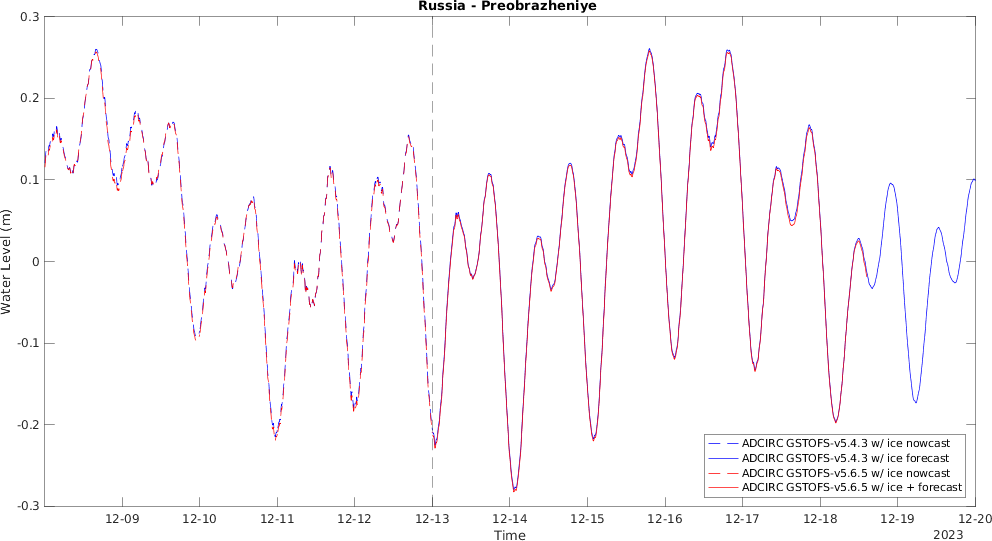 Russia - Preobrazheniye
0.3
0.2
0.1
0
-0.1
-0.2
-0.3
Water Level (m)
ADCIRC GSTOFS-v5.4.3 w/ ice nowcast
ADCIRC GSTOFS-v5.4.3 w/ ice forecast
ADCIRC GSTOFS-v5.6.5 w/ ice nowcast
ADCIRC GSTOFS-v5.6.5 w/ ice + forecast
12-09 12-10 12-11 12-12 12-13 12-14 12-15 12-16 12-17 12-18 12-19 12-20
Time
2023